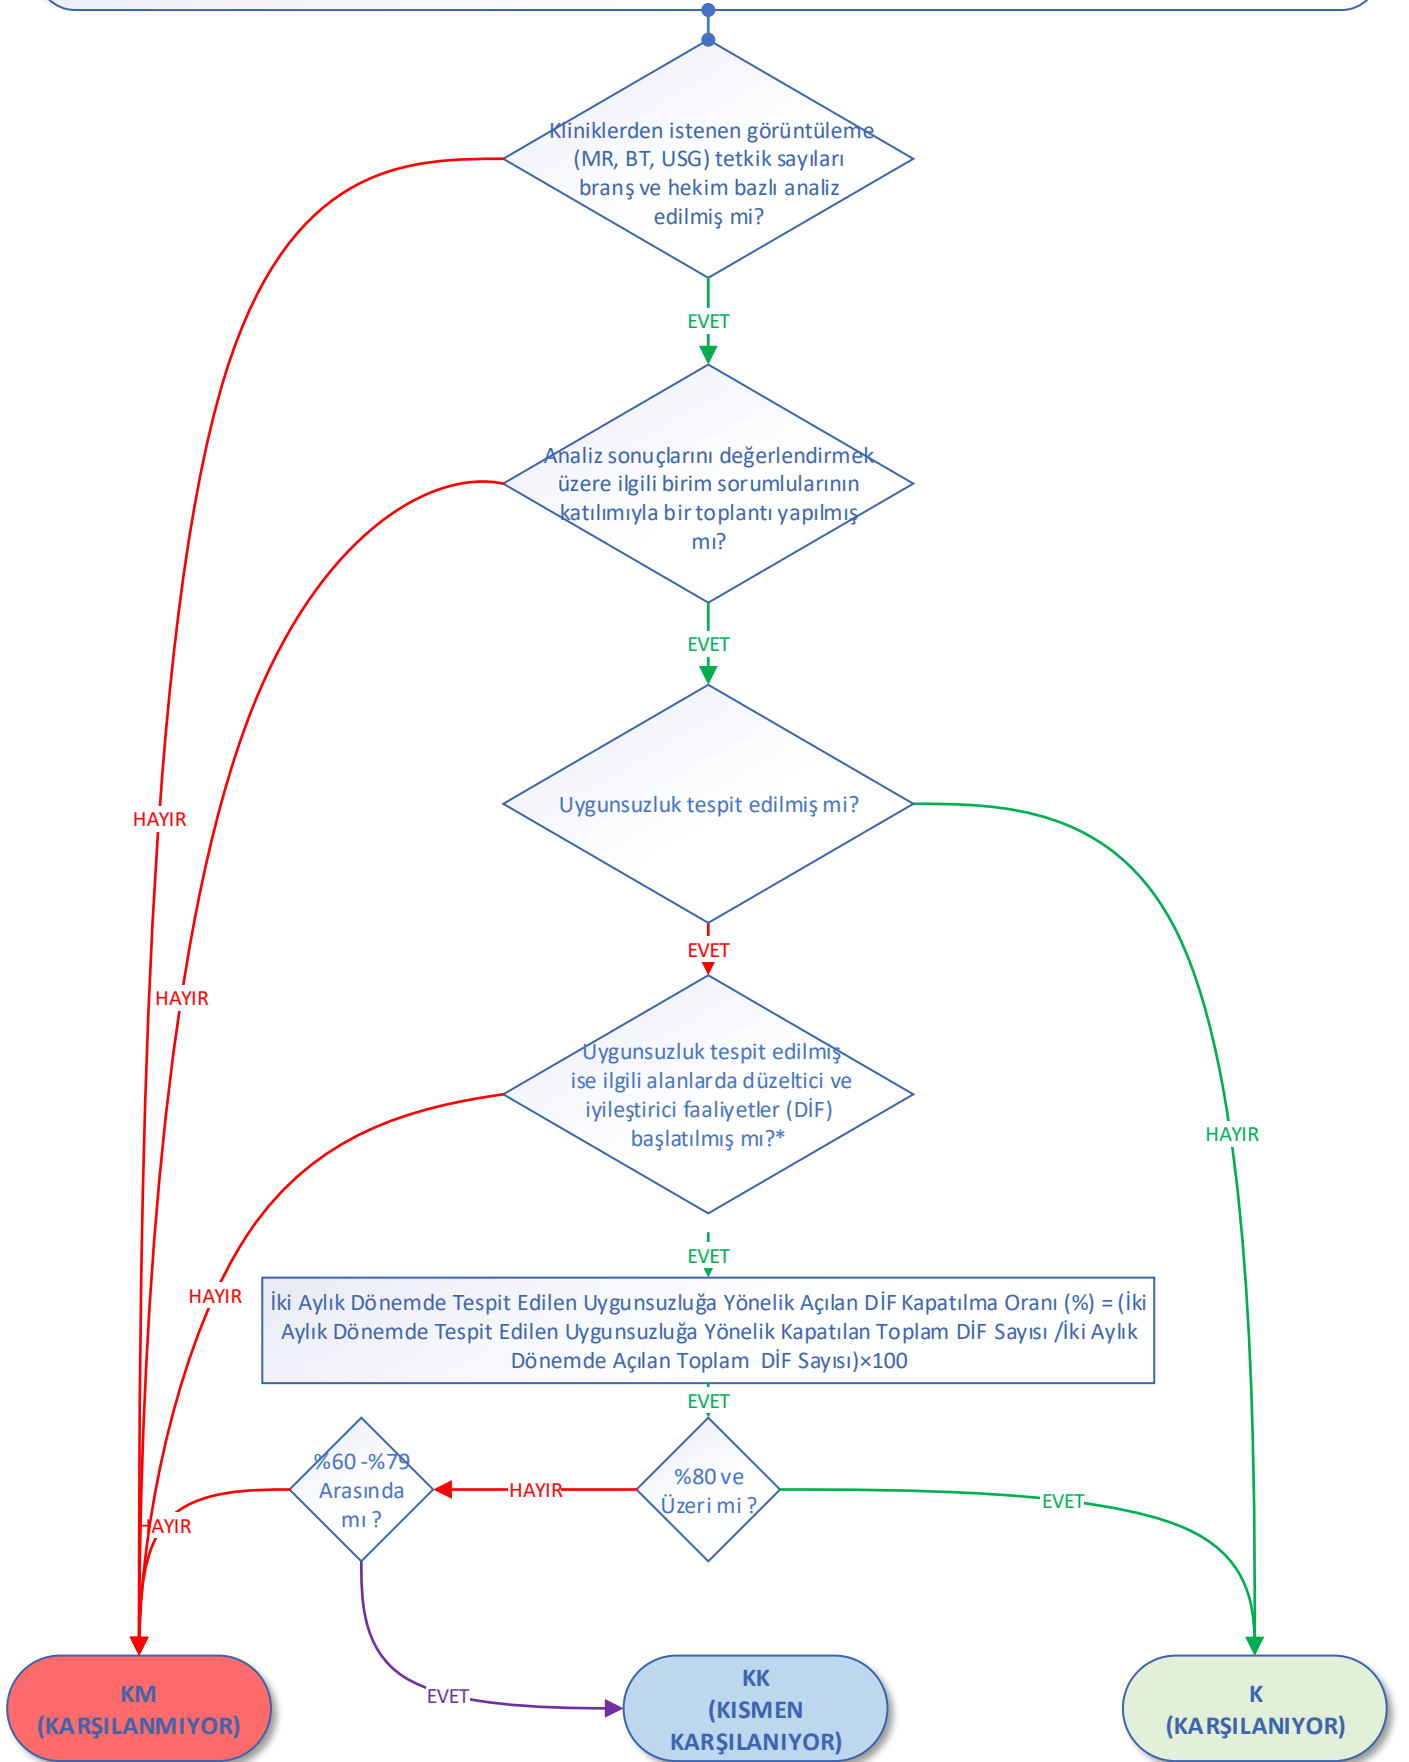 Kliniklerden istenen görüntüleme
(MR, BT, USG) tetkik sayıları
branş ve hekim bazlı analiz
edilmiş mi?
EVET
Analiz sonuçlarını değerlendirmek
üzere ilgili birim sorumlularının
katılımıyla bir toplantı yapılmış
mı?
EVET
Uygunsuzluk tespit edilmiş mi?
HAYIR
EVET
HAYIR
Uygunsuzluk tespit edilmiş
ise ilgili alanlarda düzeltici ve
iyileştirici faaliyetler (DİF)
başlatılmış mı?*
HAYIR
EVET
HAYIR
İki Aylık Dönemde Tespit Edilen Uygunsuzluğa Yönelik Açılan DİF Kapatılma Oranı (%) = (İki
Aylık Dönemde Tespit Edilen Uygunsuzluğa Yönelik Kapatılan Toplam DİF Sayısı /İki Aylık
Dönemde Açılan Toplam DİF Sayısı)×100
EVET
%60 -%79
Arasında
mı ?
HAYIR
%80 ve
Üzeri mi ?
EVET
HAYIR
EVET
KM
(KARŞILANMIYOR)
KK
(KISMEN
KARŞILANIYOR)
K
(KARŞILANIYOR)